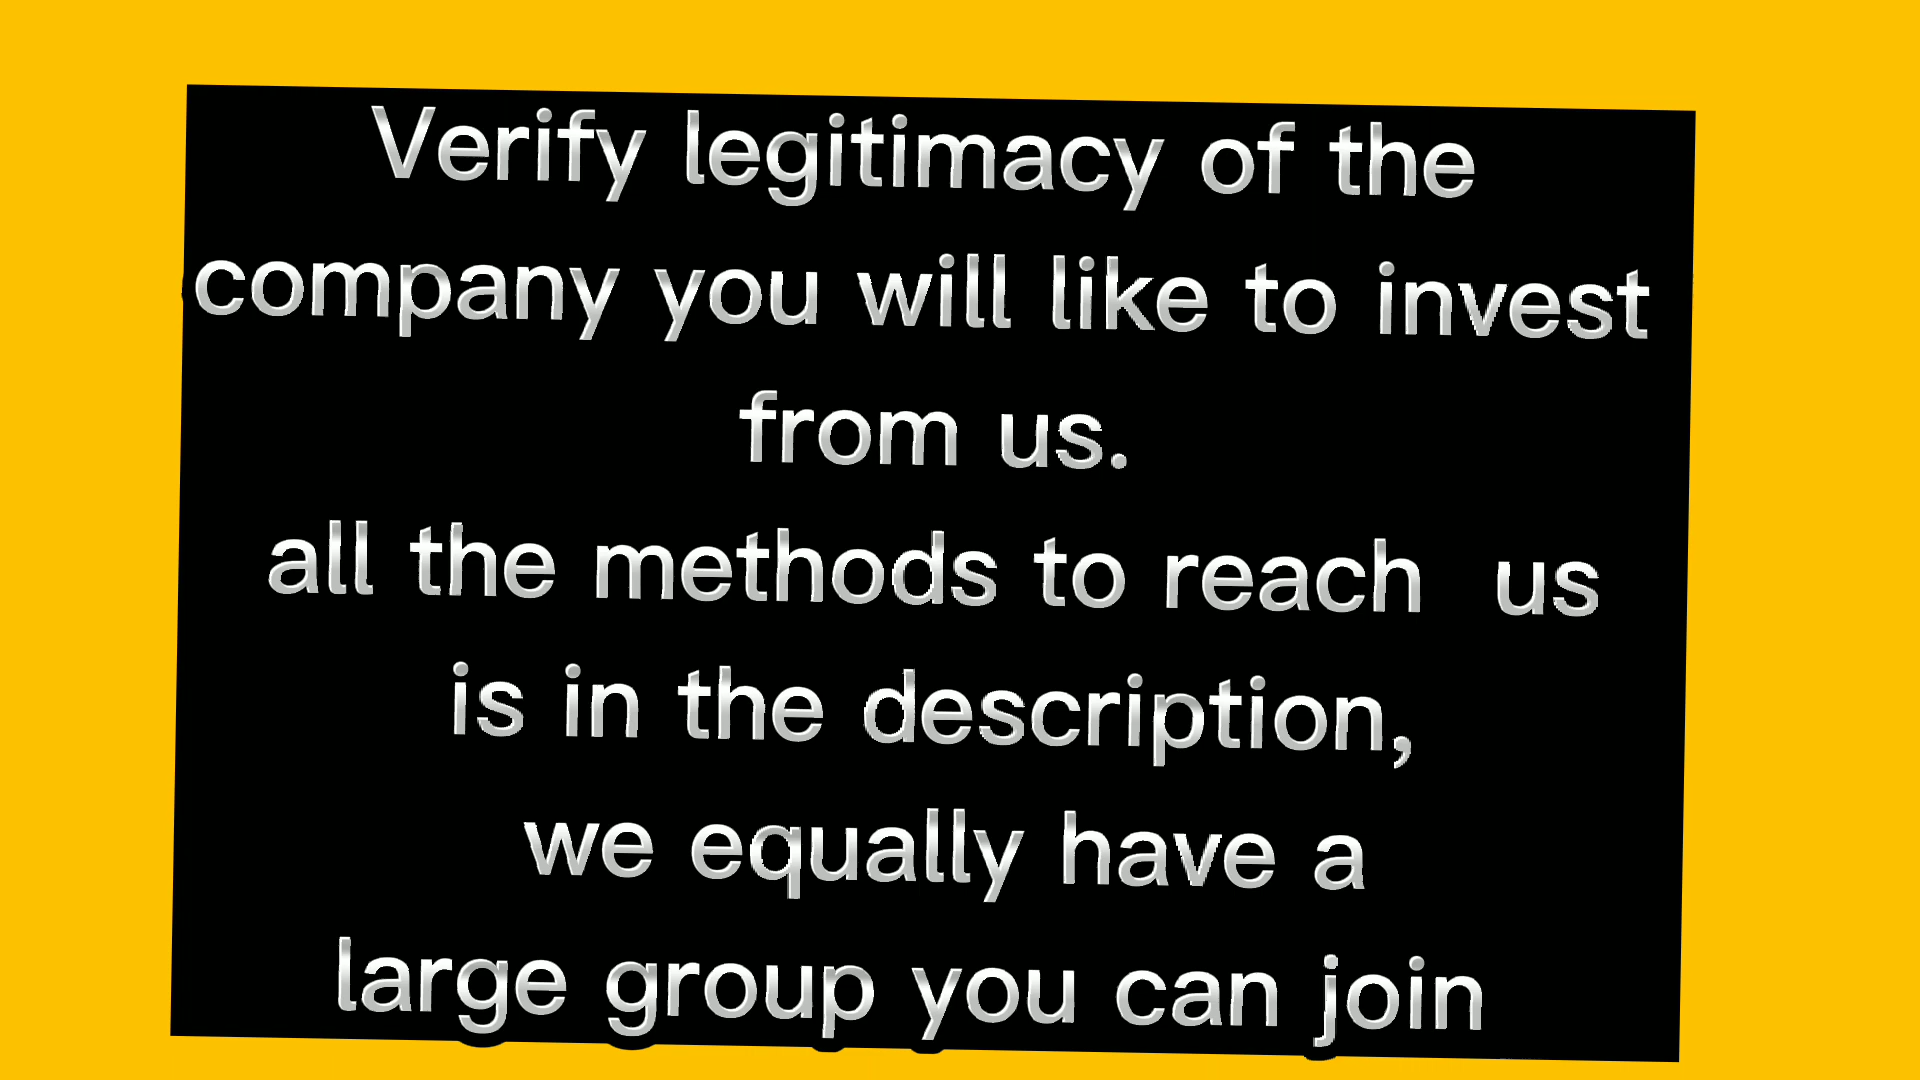 Verify legitimacy of the
company you will like to invest
from us.
all the methods to reach us
is in the description,
we equally have a
large group you can join